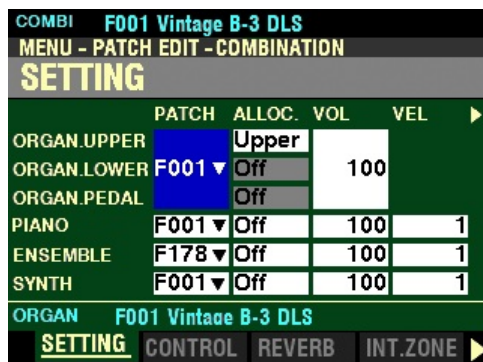 COMBI F001 Vintage B-3 DLS
MENU - PATCH EDIT - COMBINATION
SETTING
PATCH ALLOC. VOL VEL
ORGAN.UPPER Upper
ORGAN.LOWER F001 Off 100
ORGAN.PEDAL Off
PIANO F001 Off 100 1
ENSEMBLE F178 Off 100 1
SYNTH F001 Off 100 1
ORGAN F001 Vintage B-3 DLS
SETTING CONTROL REVERB INT.ZONE